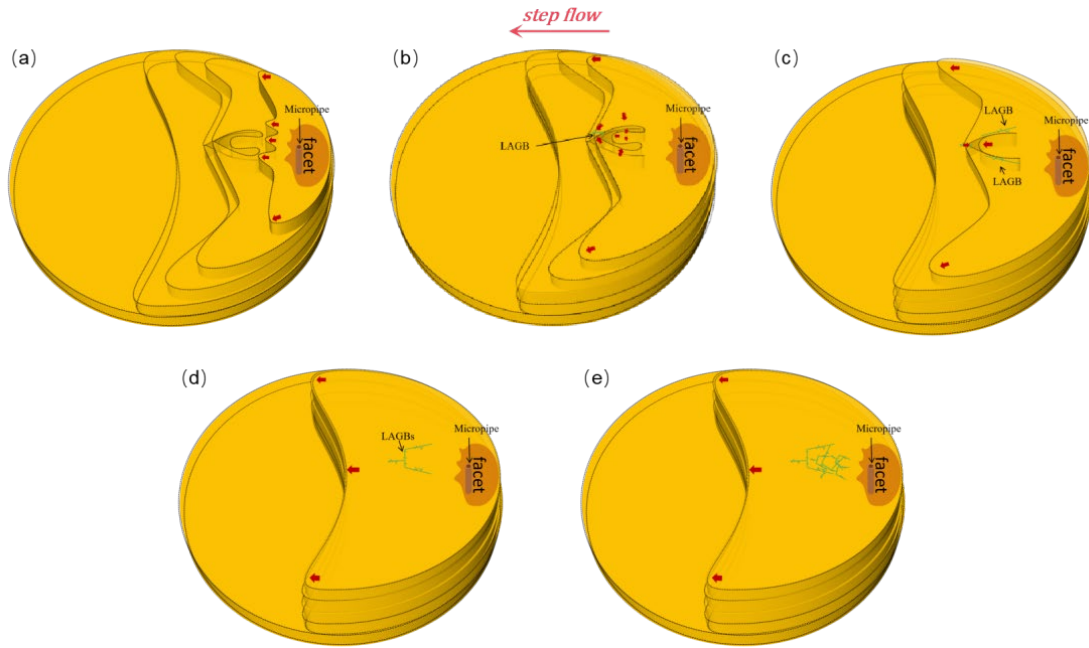 step flow
(a)
Micropipe
facet
(b)
Micropipe
LAGB
facet
(c)
LAGB
Micropipe
facet
LAGB
(d)
LAGBs
Micropipe
facet
(e)
Micropipe
facet